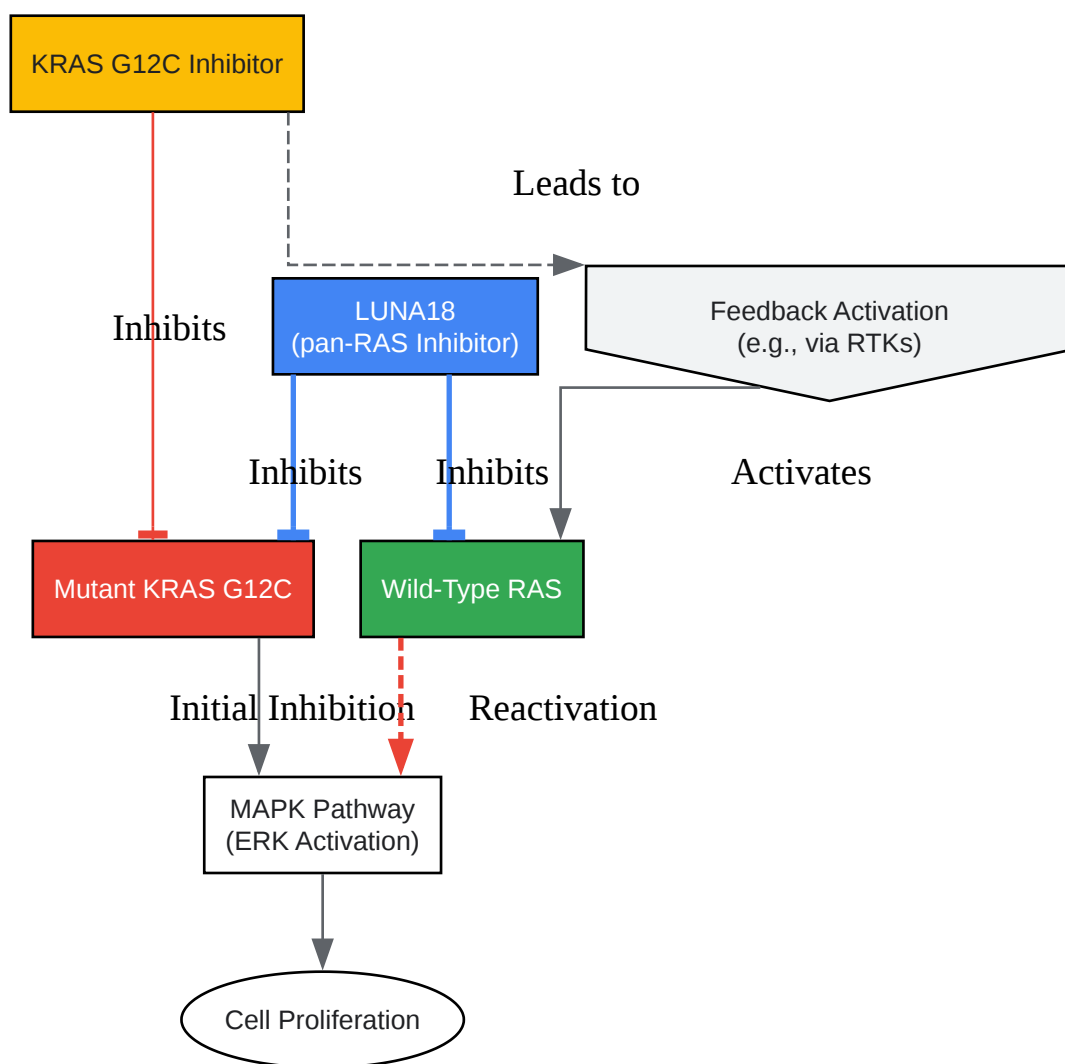 KRAS G12C Inhibitor
Leads to
LUNA18
(pan-RAS Inhibitor)
Feedback Activation
(e.g., via RTKs)
Inhibits
Inhibits
Inhibits
Activates
Mutant KRAS G12C
Wild-Type RAS
Initial Inhibition
Reactivation
MAPK Pathway
(ERK Activation)
Cell Proliferation